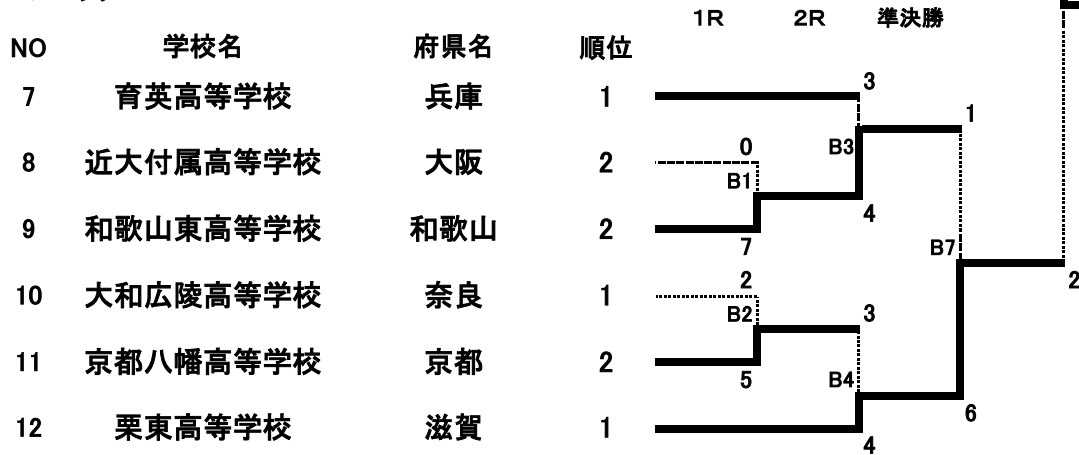 1R 2R 準決勝
NO 学校名 府県名 順位
7 育英高等学校 兵庫 1 3
1
8 近大付属高等学校 大阪 2 0 B3
B1
9 和歌山東高等学校 和歌山 2 7 4
B7
10 大和広陵高等学校 奈良 1 2 2
B2 3
11 京都八幡高等学校 京都 2 5 B4
6
12 栗東高等学校 滋賀 1 4